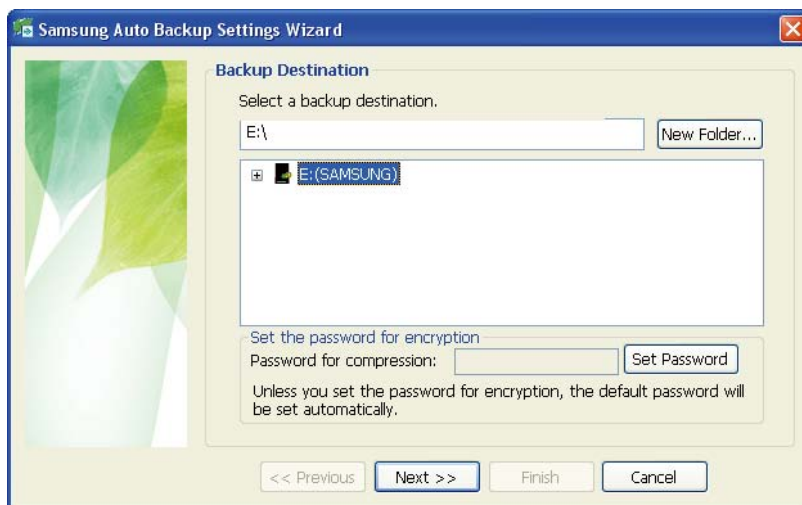 Samsung Auto Backup Settings Wizard
Backup Destination
Select a backup destination.
E:\
New Folder...
E:(SAMSUNG)
Set the password for encryption
Password for compression:
Set Password
Unless you set the password for encryption, the default password will
be set automatically.
<< Previous
Next >>
Finish
Cancel